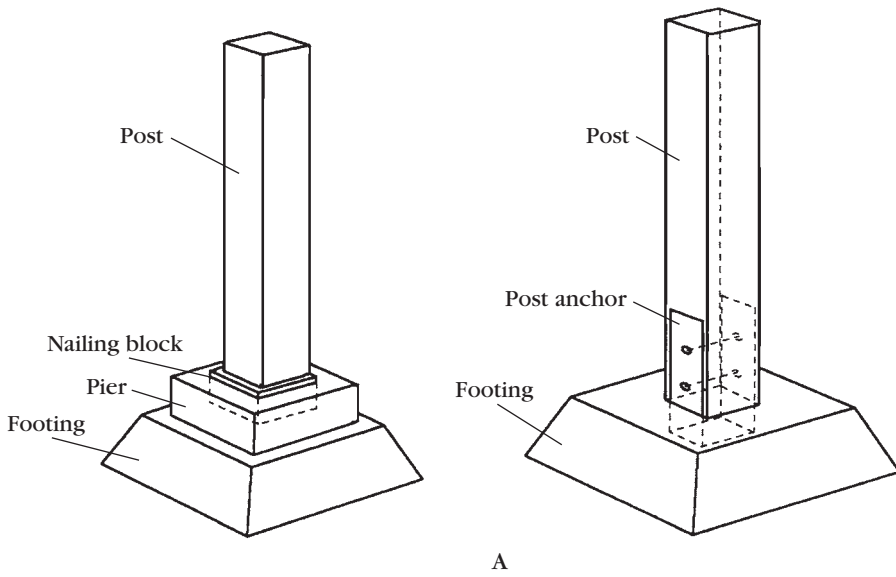 Post
Nailing block
Pier
Footing
Post
Post anchor
Footing
A